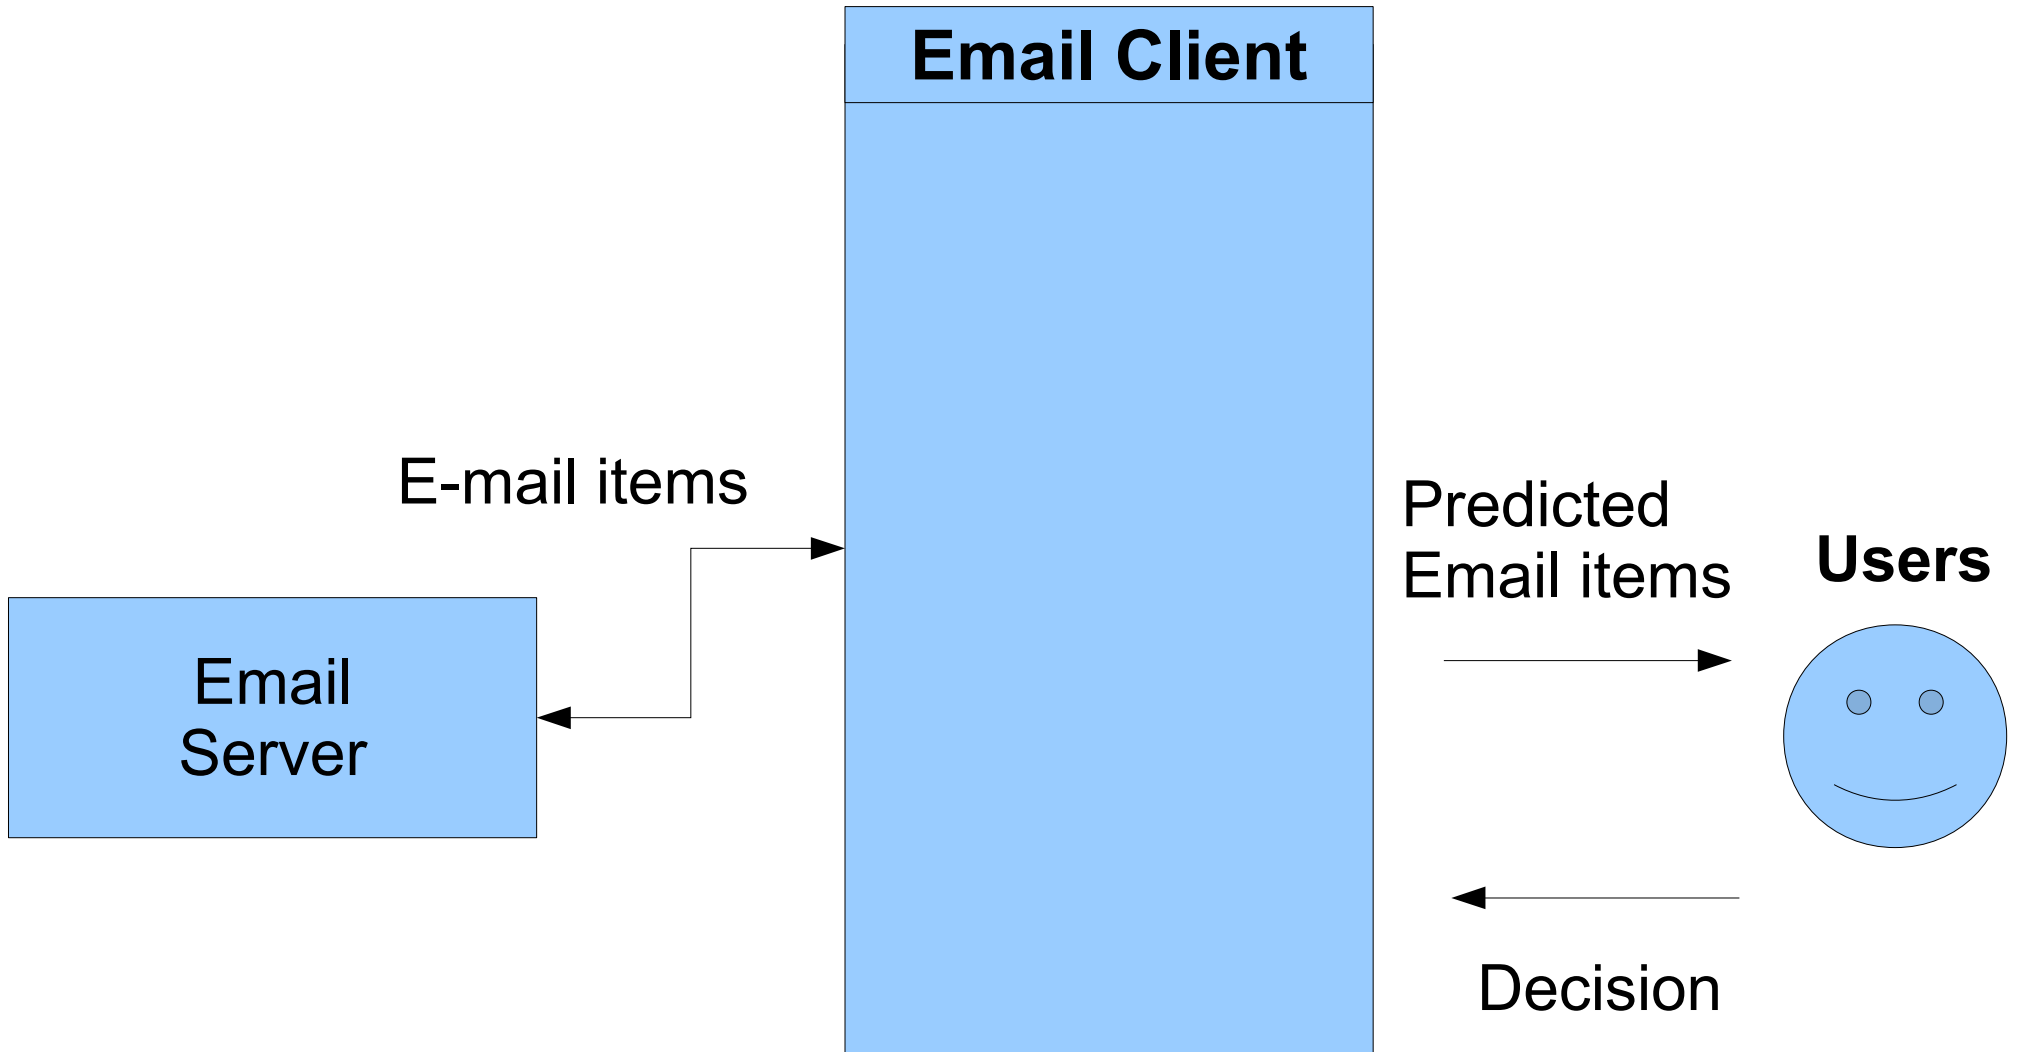 Email Client
E-mail items
Predicted
Email items
Users
Email
Server
Decision